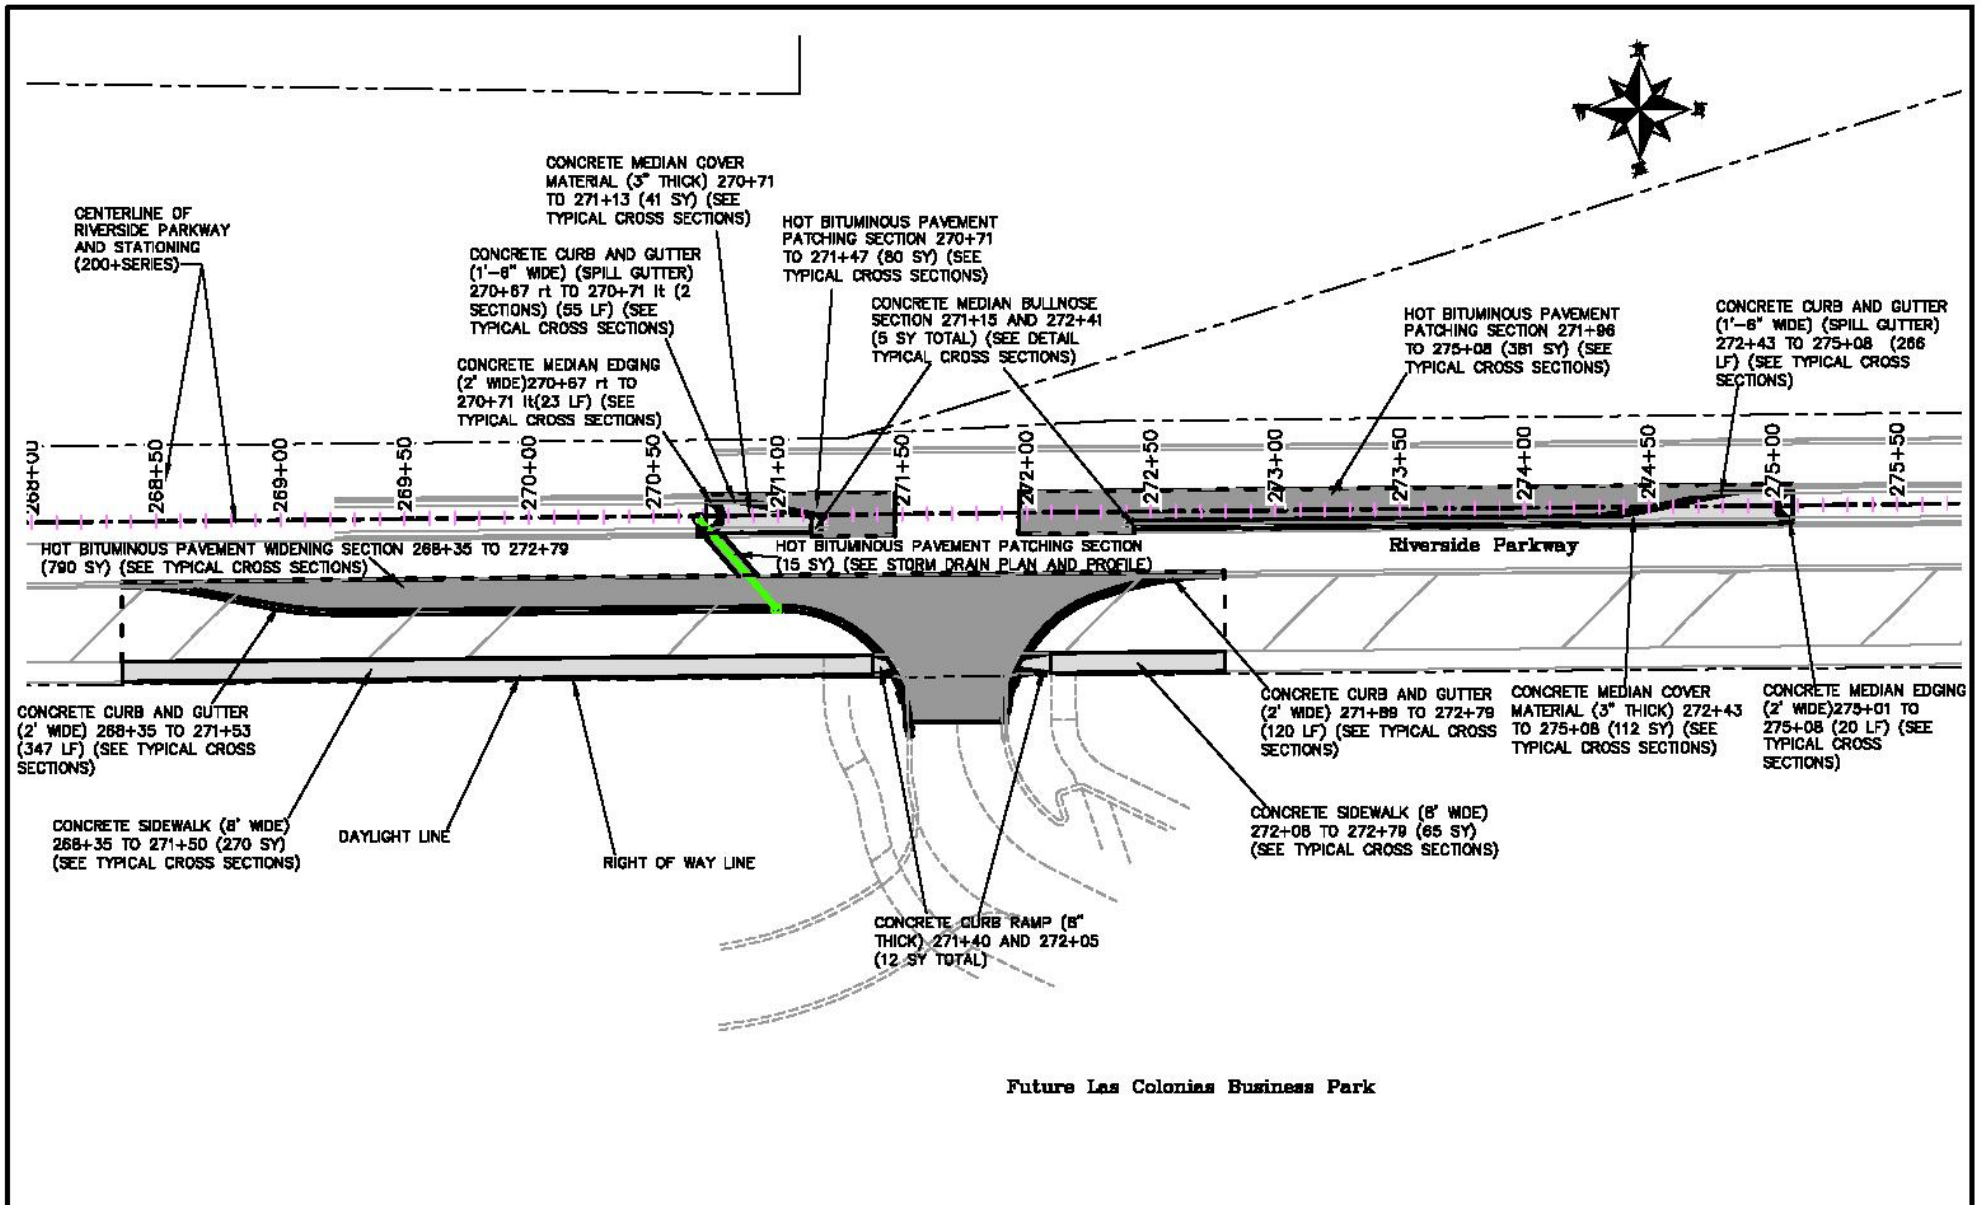 CONCRETE MEDIAN COVER
MATERIAL (3" THICK) 270+71
TO 271+13 (41 SY) (SEE
TYPICAL CROSS SECTIONS)
CENTERLINE OF
RIVERSIDE PARKWAY
AND STATIONING
(200+SERIES)
HOT BITUMINOUS PAVEMENT
PATCHING SECTION 270+71
TO 271+47 (80 SY) (SEE
TYPICAL CROSS SECTIONS)
CONCRETE CURB AND GUTTER
(1'-6" WIDE) (SPILL GUTTER)
270+67 rt TO 270+71 lt (2
SECTIONS) (55 LF) (SEE
TYPICAL CROSS SECTIONS)
CONCRETE MEDIAN BULLNOSE
SECTION 271+15 AND 272+41
(5 SY TOTAL) (SEE DETAIL
TYPICAL CROSS SECTIONS)
HOT BITUMINOUS PAVEMENT
PATCHING SECTION 271+96
TO 275+08 (381 SY) (SEE
TYPICAL CROSS SECTIONS)
CONCRETE CURB AND GUTTER
(1'-6" WIDE) (SPILL GUTTER)
272+43 TO 275+08 (266
LF) (SEE TYPICAL CROSS
SECTIONS)
CONCRETE MEDIAN EDGING
(2' WIDE)270+67 rt TO
270+71 lt(23 LF) (SEE
TYPICAL CROSS SECTIONS)
268+00
268+50
269+00
269+50
270+00
270+50
271+00
271+50
272+00
272+50
273+00
273+50
274+00
274+50
275+00
275+50
HOT BITUMINOUS PAVEMENT WIDENING SECTION 268+35 TO 272+79
(790 SY) (SEE TYPICAL CROSS SECTIONS)
HOT BITUMINOUS PAVEMENT PATCHING SECTION
(15 SY) (SEE STORM DRAIN PLAN AND PROFILE)
Riverside Parkway
CONCRETE CURB AND GUTTER
(2' WIDE) 268+35 TO 271+53
(347 LF) (SEE TYPICAL CROSS
SECTIONS)
CONCRETE CURB AND GUTTER
(2' WIDE) 271+89 TO 272+79
(120 LF) (SEE TYPICAL CROSS
SECTIONS)
CONCRETE MEDIAN COVER
MATERIAL (3" THICK) 272+43
TO 275+08 (112 SY) (SEE
TYPICAL CROSS SECTIONS)
CONCRETE MEDIAN EDGING
(2' WIDE)275+01 TO
275+08 (20 LF) (SEE
TYPICAL CROSS
SECTIONS)
CONCRETE SIDEWALK (8' WIDE)
268+35 TO 271+50 (270 SY)
(SEE TYPICAL CROSS SECTIONS)
DAYLIGHT LINE
RIGHT OF WAY LINE
CONCRETE SIDEWALK (8' WIDE)
272+08 TO 272+79 (65 SY)
(SEE TYPICAL CROSS SECTIONS)
CONCRETE CURB RAMP (8"
THICK) 271+40 AND 272+05
(12 SY TOTAL)
Future Las Colonias Business Park